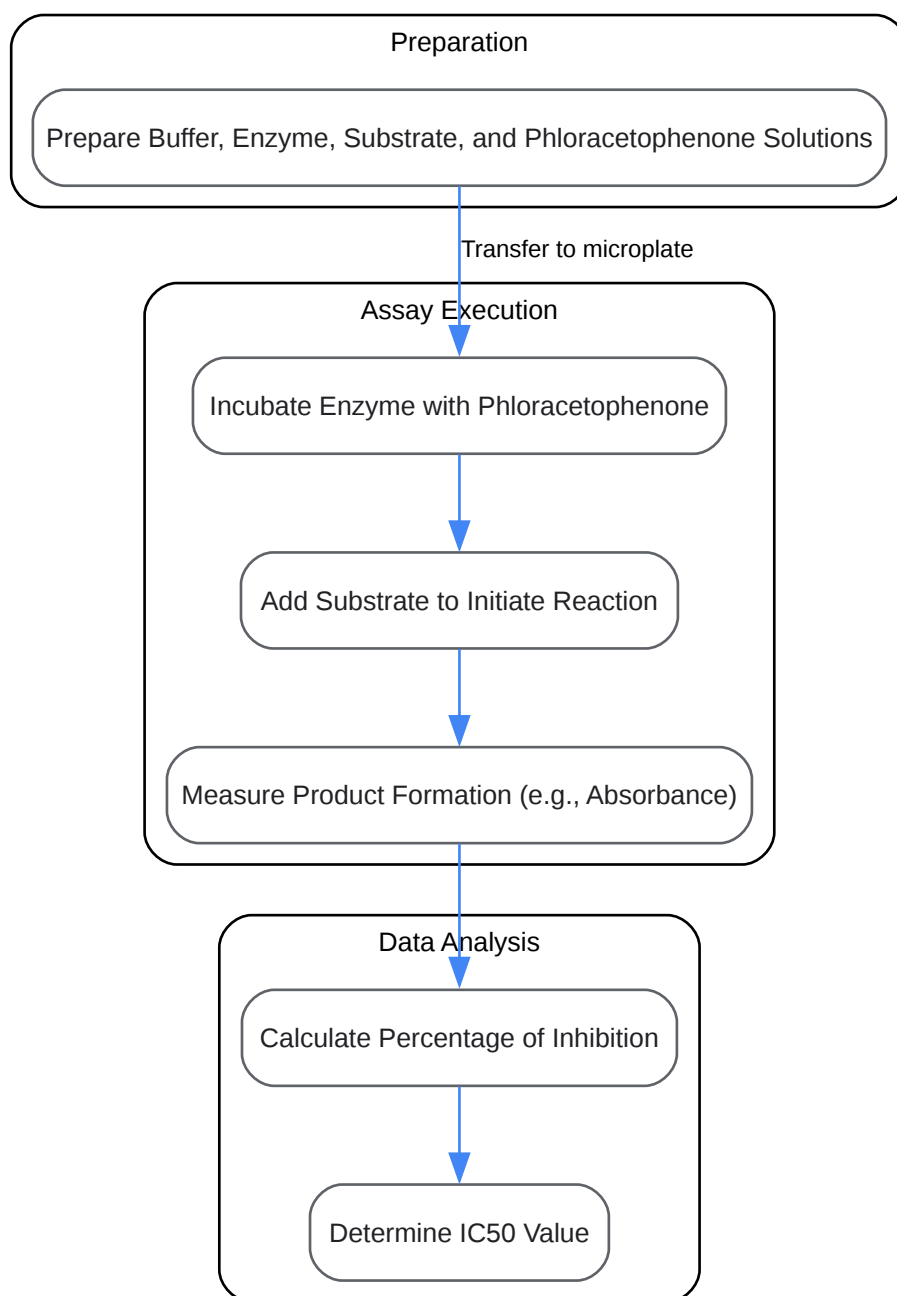 Preparation
Prepare Buffer, Enzyme, Substrate, and Phloracetophenone Solutions
Transfer to microplate
Assay Execution
Incubate Enzyme with Phloracetophenone
Add Substrate to Initiate Reaction
Measure Product Formation (e.g., Absorbance)
Data Analysis
Calculate Percentage of Inhibition
Determine IC50 Value